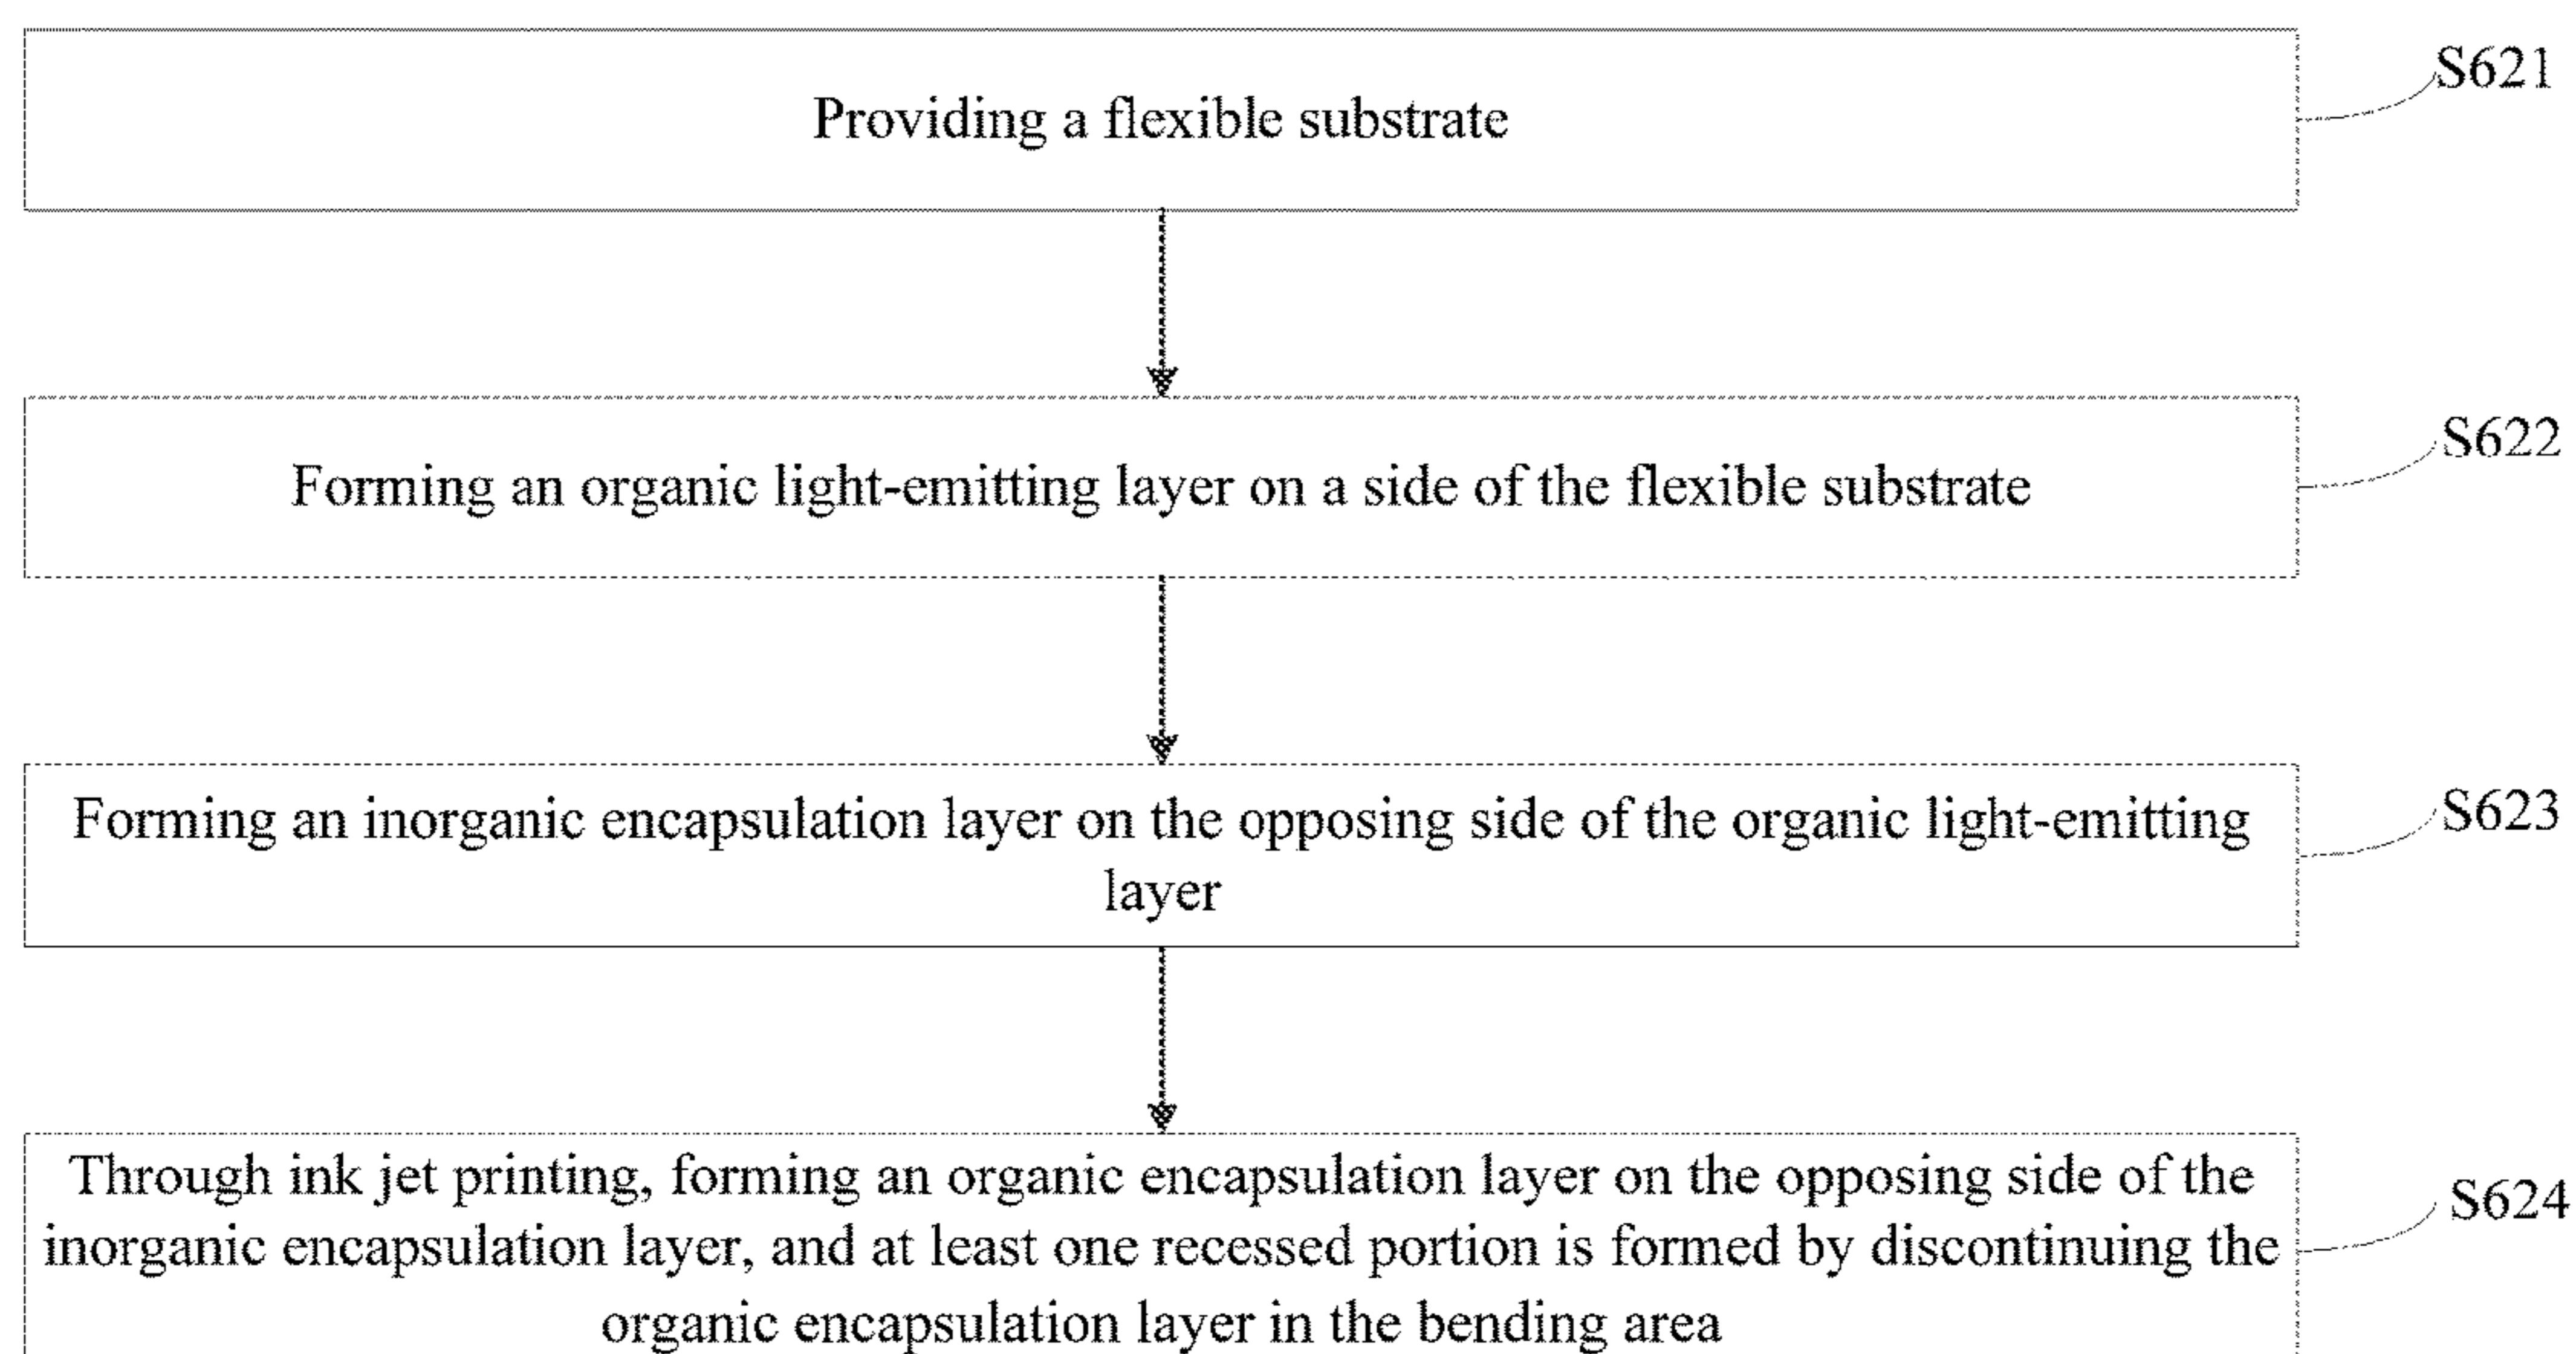 Providing a flexible substrate
S621
Forming an organic light-emitting layer on a side of the flexible substrate
S622
Forming an inorganic encapsulation layer on the opposing side of the organic light-emitting
layer
S623
Through ink jet printing, forming an organic encapsulation layer on the opposing side of the
inorganic encapsulation layer, and at least one recessed portion is formed by discontinuing the
organic encapsulation layer in the bending area
S624